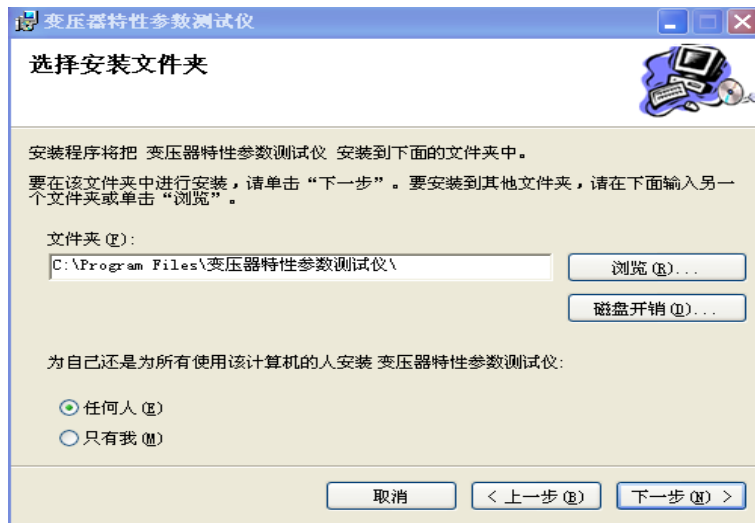 变压器特性参数测试仪
选择安装文件夹
安装程序将把 变压器特性参数测试仪 安装到下面的文件夹中。
要在该文件夹中进行安装，请单击“下一步”。要安装到其他文件夹，请在下面输入另一
个文件夹或单击“浏览”。
文件夹(F):
C:\Program Files\变压器特性参数测试仪\
浏览(R)...
磁盘开销(D)...
为自己还是为所有使用该计算机的人安装 变压器特性参数测试仪:
任何人(E)
只有我(M)
取消
< 上一步(B)
下一步(N) >